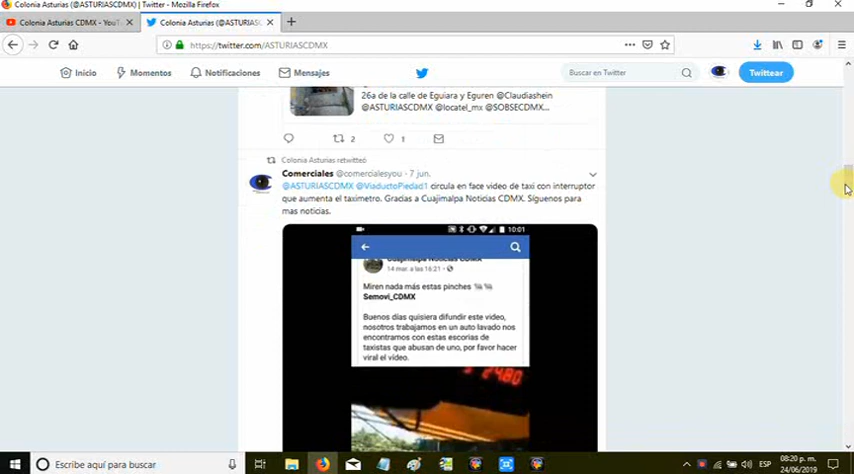 Colonia Asturias (@ASTURIASCDMX) | Twitter - Mozilla Firefox
Colonia Asturias CDMX - YouT
Colonia Asturias (@ASTURIASCDM
https://twitter.com/ASTURIASCDMX
Inicio
Momentos
Notificaciones
Mensajes
Buscar en Twitter
Twittear
26a de la calle de Eguiara y Eguren @Claudiashein
@ASTURIASCDMX @locatel_mx @SOBSECDMX...
2
1
Colonia Asturias retwitteó
Comerciales @comercialesyou · 7 jun.
@ASTURIASCDMX @ViaductoPiedad1 circula en face video de taxi con interruptor
que aumenta el taximetro. Gracias a Cuajimalpa Noticias CDMX. Síguenos para
mas noticias.
10:01
Cuajimalpa Noticias CDMX
14 mar. a las 16:21
Miren nada más estas pinches
Semovi_CDMX
Buenos días quisiera difundir este video,
nosotros trabajamos en un auto lavado nos
encontramos con estas escorias de
taxistas que abusan de uno, por favor hacer
viral el vídeo.
24.80
Escribe aquí para buscar
ESP
08:20 p. m.
24/06/2019